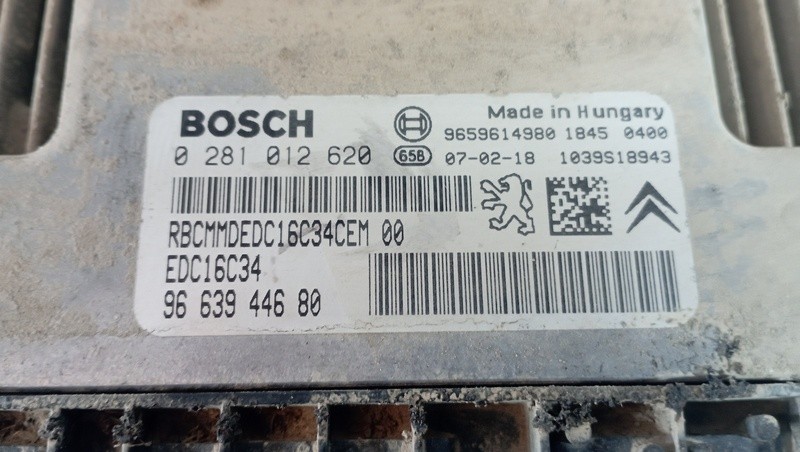 BOSCH
Made in Hungary
9659614980 1845 0400
0 281 012 620
65B
07-02-18 1039S18943
RBCMMDEDC16C34CEM 00
EDC16C34
96 639 446 80